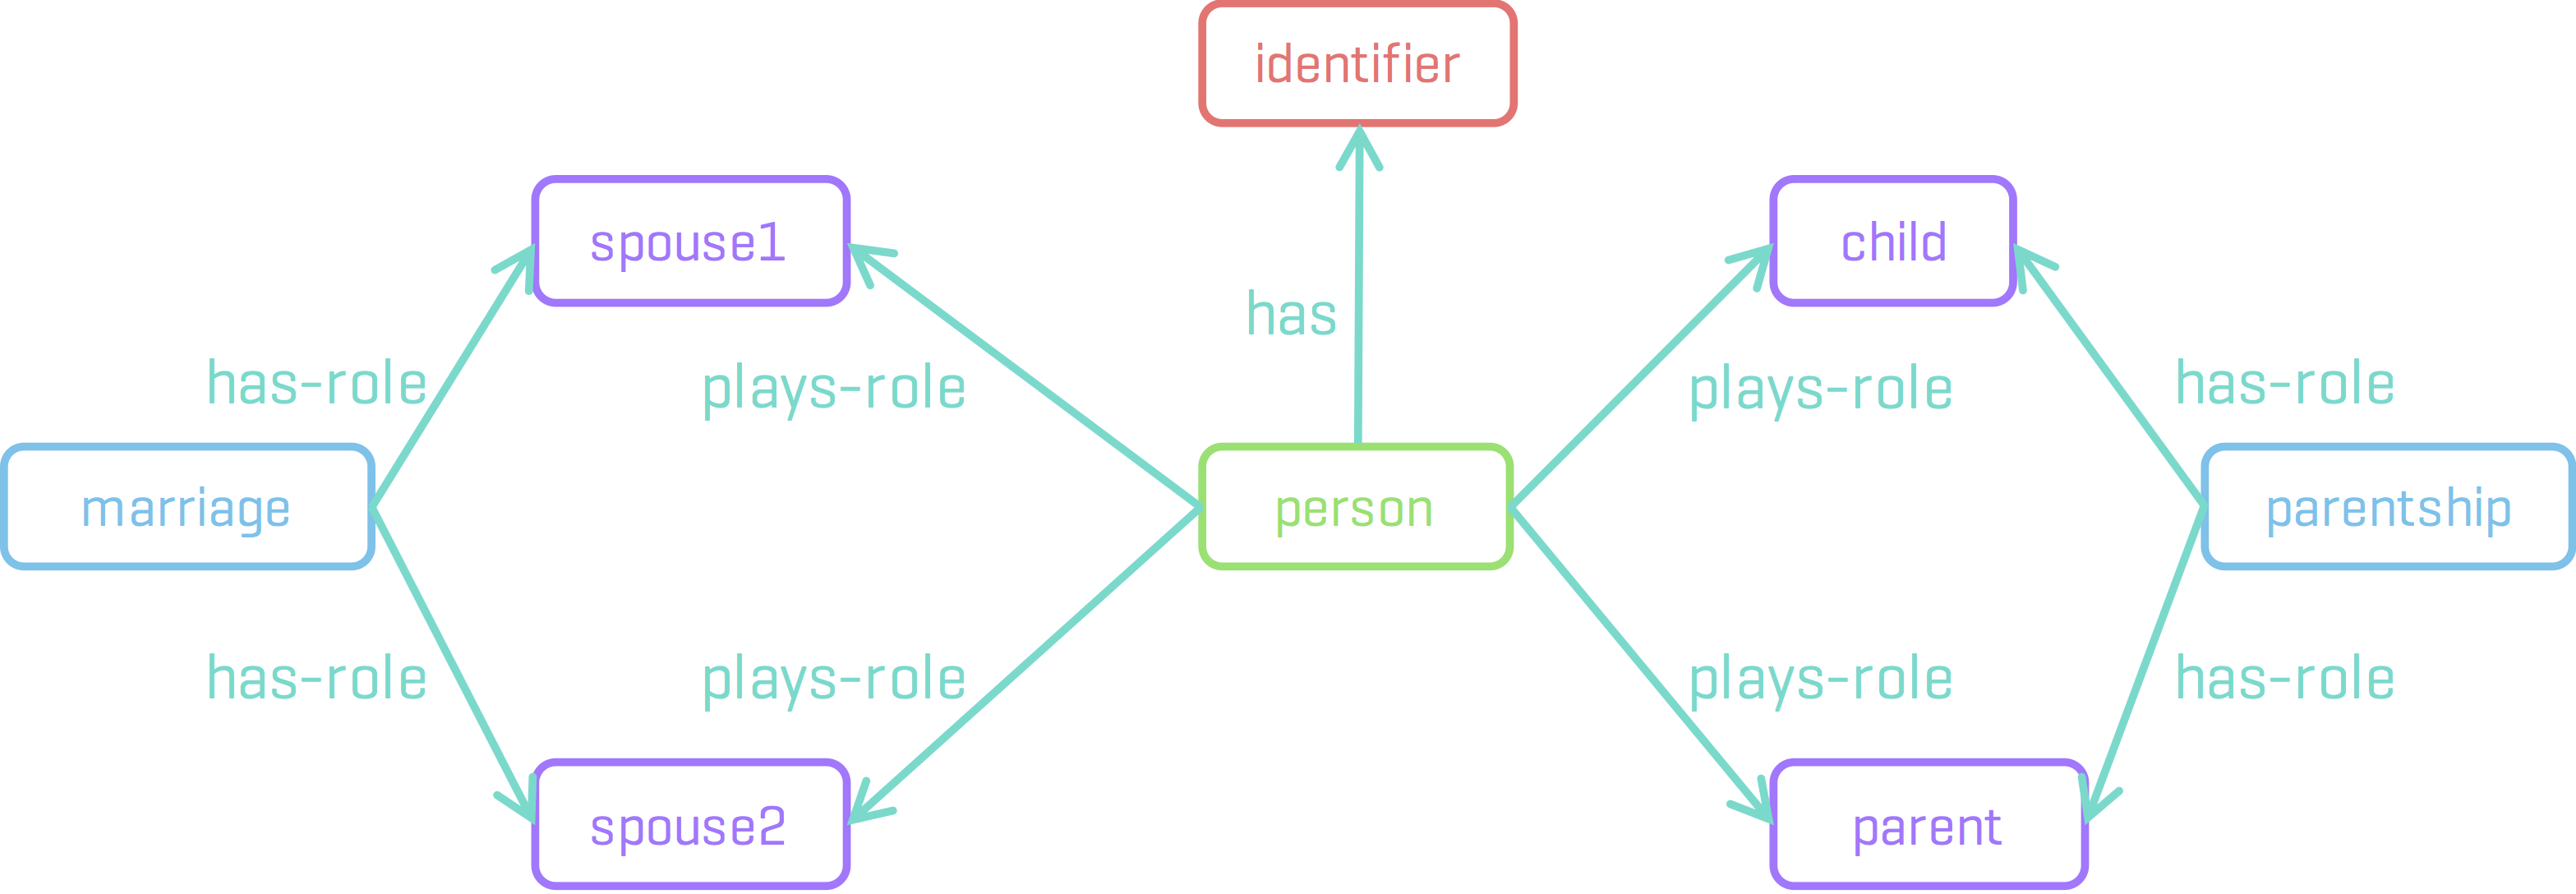 identifier
spouse1
child
has
has-role
plays-role
plays-role
has-role
marriage
person
parentship
has-role
plays-role
plays-role
has-role
spouse2
parent